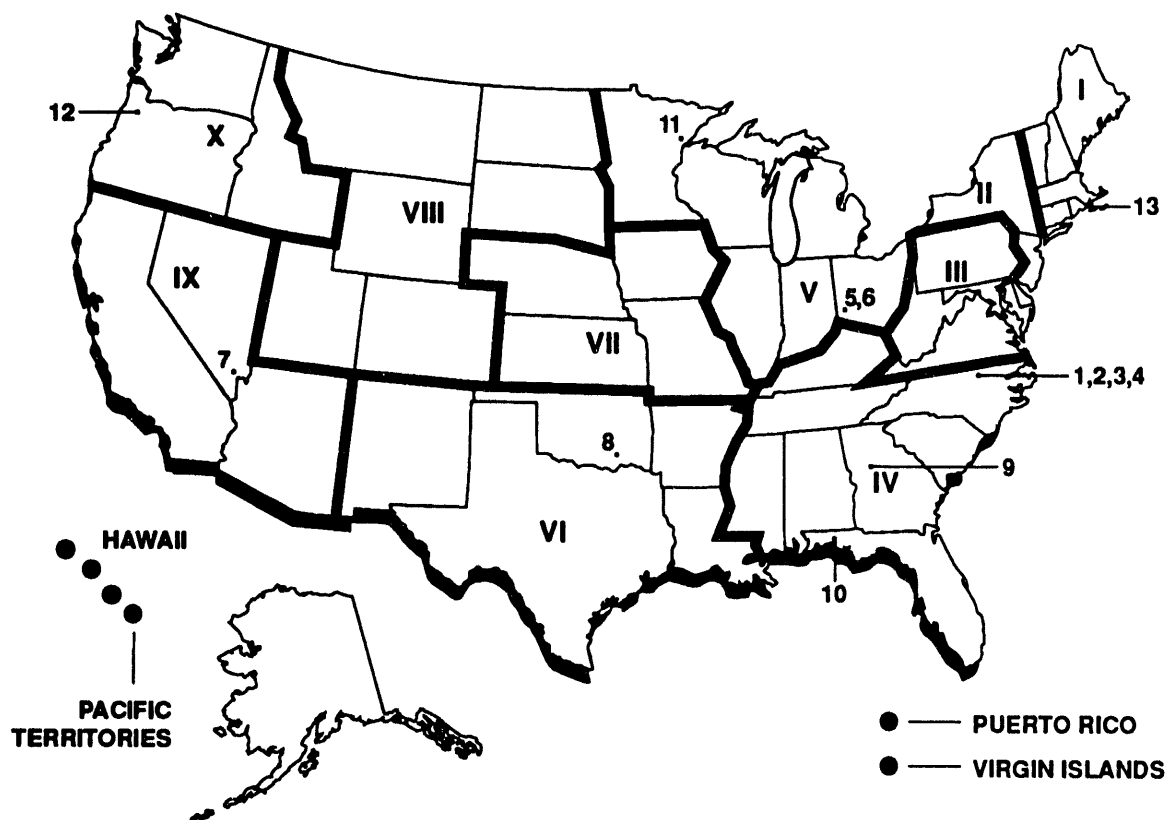 I
11
12
X
II
13
VIII
III
IX
V
5,6
VII
7
1,2,3,4
8
9
IV
VI
HAWAII
10
PACIFIC
TERRITORIES
PUERTO RICO
VIRGIN ISLANDS